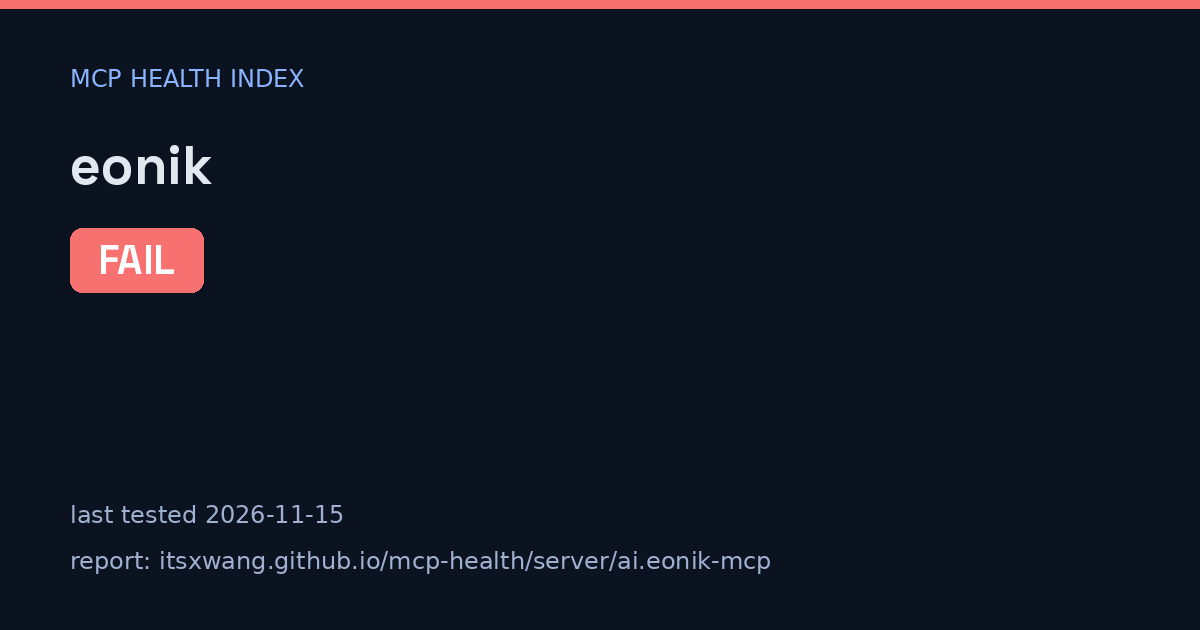 MCP HEALTH INDEX
eonik
FAIL
last tested 2026-11-15
report: itsxwang.github.io/mcp-health/server/ai.eonik-mcp